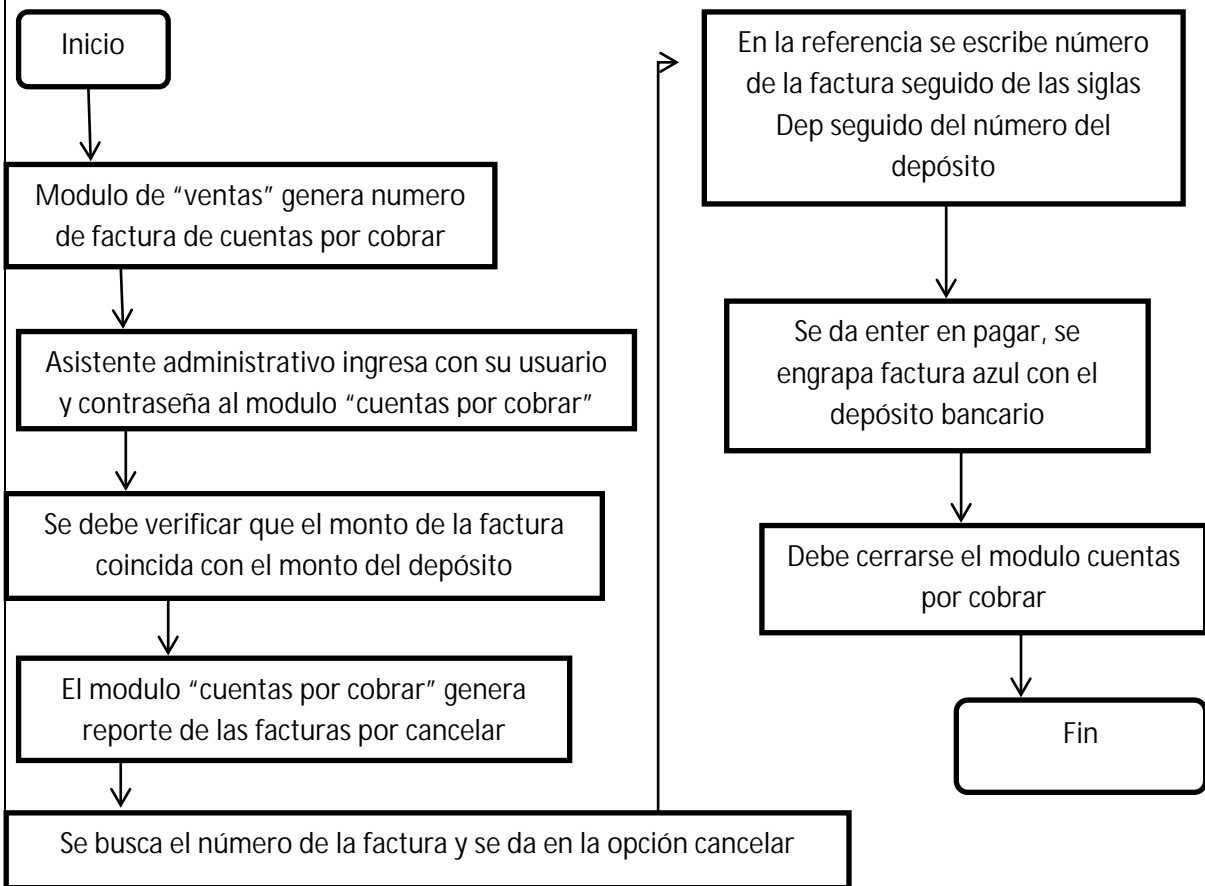 Inicio
Modulo de “ventas” genera numero
de factura de cuentas por cobrar
Asistente administrativo ingresa con su usuario
y contraseña al modulo “cuentas por cobrar”
Se debe verificar que el monto de la factura
coincida con el monto del depósito
El modulo “cuentas por cobrar” genera
reporte de las facturas por cancelar
Se busca el número de la factura y se da en la opción cancelar
En la referencia se escribe número
de la factura seguido de las siglas
Dep seguido del número del
depósito
Se da enter en pagar, se
engrapa factura azul con el
depósito bancario
Debe cerrarse el modulo cuentas
por cobrar
Fin